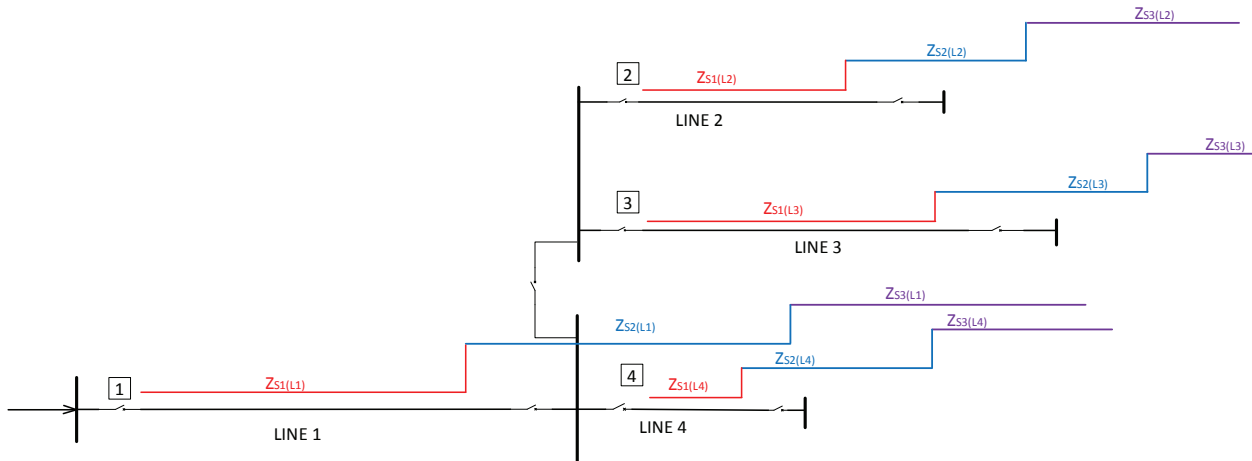 ZS3(L2)
ZS2(L2)
2
ZS1(L2)
LINE 2
ZS3(L3)
ZS2(L3)
3
ZS1(L3)
LINE 3
ZS3(L1)
ZS2(L1)
ZS3(L4)
ZS2(L4)
1
ZS1(L1)
4
ZS1(L4)
LINE 1
LINE 4